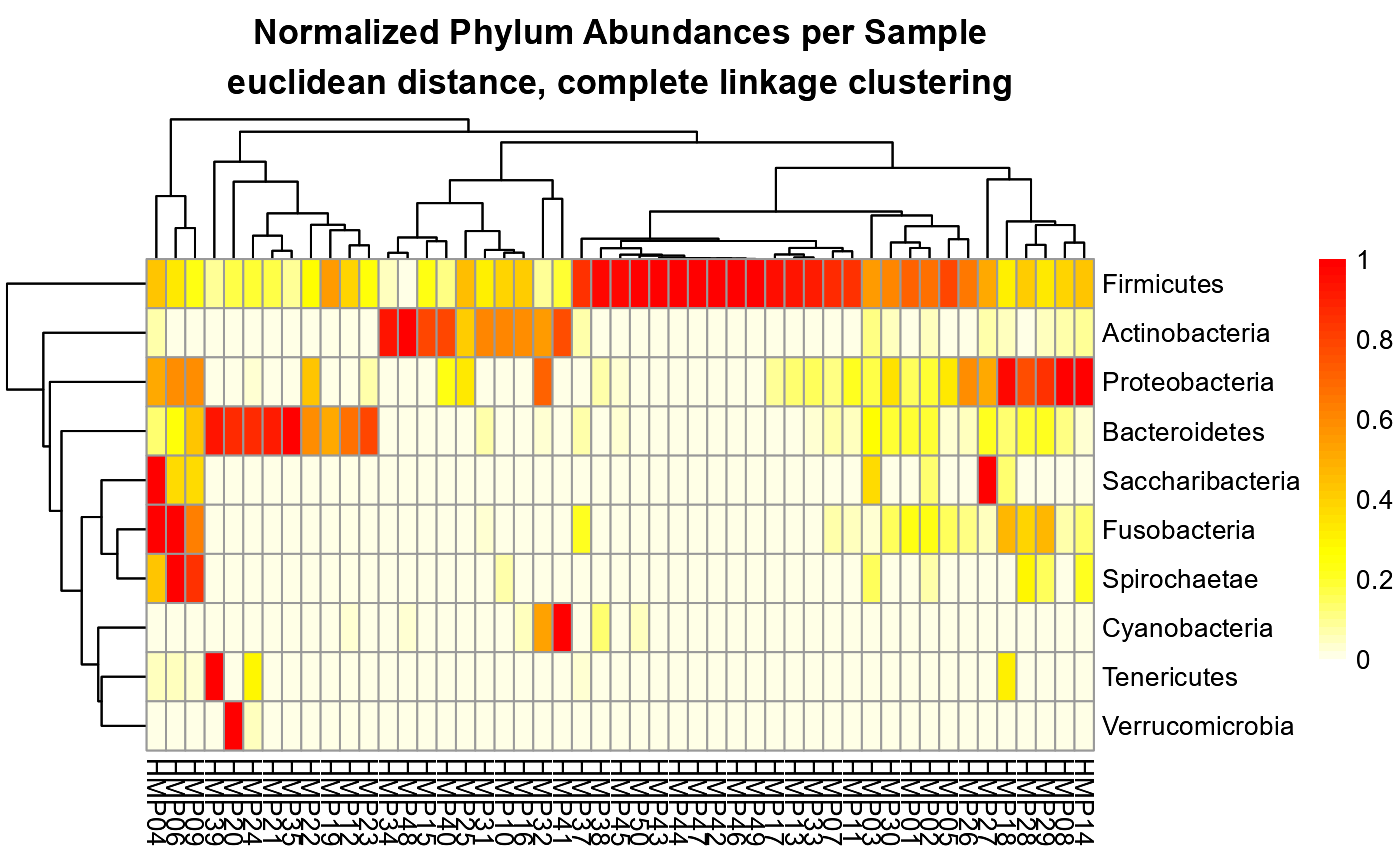 Normalized Phylum Abundances per Sample
euclidean distance, complete linkage clustering
Firmicutes
Actinobacteria
Proteobacteria
Bacteroidetes
Saccharibacteria
Fusobacteria
Spirochaetae
Cyanobacteria
Tenericutes
Verrucomicrobia
1
0.8
0.6
0.4
0.2
0
HMP04
HMP06
HMP09
HMP39
HMP20
HMP24
HMP21
HMP35
HMP22
HMP19
HMP12
HMP23
HMP34
HMP48
HMP15
HMP40
HMP25
HMP31
HMP10
HMP16
HMP32
HMP41
HMP37
HMP38
HMP45
HMP50
HMP43
HMP44
HMP47
HMP42
HMP46
HMP49
HMP17
HMP13
HMP33
HMP07
HMP11
HMP03
HMP30
HMP01
HMP02
HMP05
HMP26
HMP27
HMP18
HMP28
HMP29
HMP08
HMP14